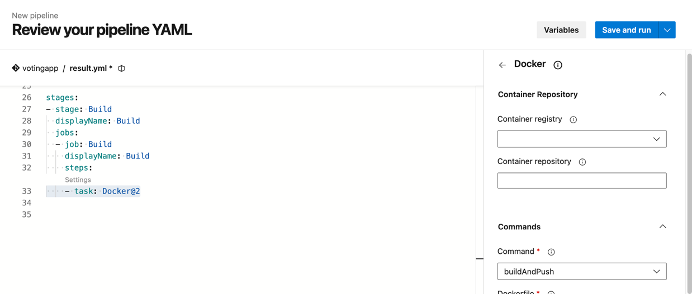 New pipeline
Review your pipeline YAML
Variables
Save and run
votingapp / result.yml *
26 stages:
27 - stage: Build
28 displayName: Build
29 jobs:
30 - job: Build
31 displayName: Build
32 steps:
Settings
33 - task: Docker@2
34
35
Docker
Container Repository
Container registry
Container repository
Commands
Command *
buildAndPush